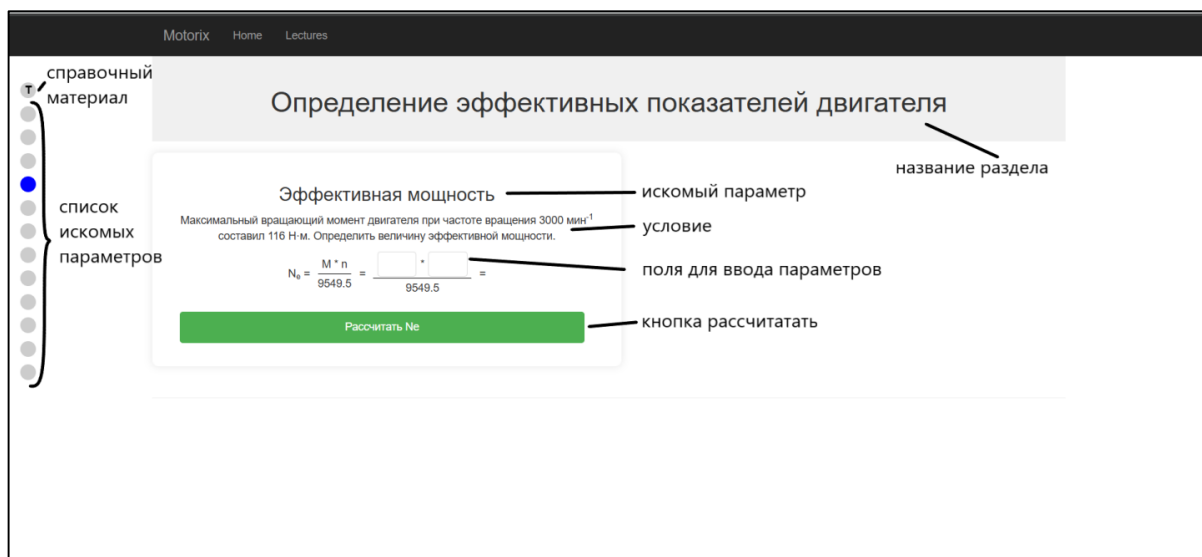 Motorix Home Lectures
справочный
материал
T
Определение эффективных показателей двигателя
название раздела
список
искомых
параметров
Эффективная мощность
искомый параметр
Максимальный вращающий момент двигателя при частоте вращения 3000 мин⁻¹
составил 116 Н·м. Определить величину эффективной мощности.
условие
Nₑ = M * n / 9549.5 = * / 9549.5 =
поля для ввода параметров
Рассчитать Ne
кнопка рассчитатать